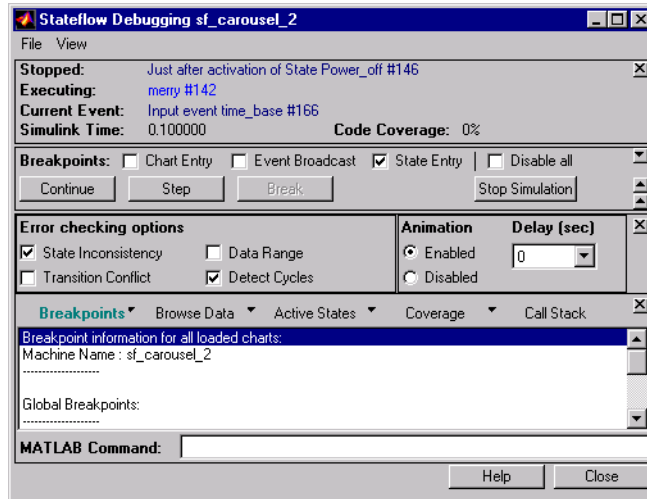 Stateflow Debugging sf_carousel_2
File View
Stopped: Just after activation of State Power_off #146
Executing: merry #142
Current Event: Input event time_base #166
Simulink Time: 0.100000 Code Coverage: 0%
Breakpoints: Chart Entry Event Broadcast State Entry | Disable all
Continue Step Break Stop Simulation
Error checking options Animation Delay (sec)
State Inconsistency Data Range Enabled 0
Transition Conflict Detect Cycles Disabled
Breakpoints Browse Data Active States Coverage Call Stack
Breakpoint information for all loaded charts:
Machine Name : sf_carousel_2
--------------------
Global Breakpoints:
--------------------
MATLAB Command:
Help Close